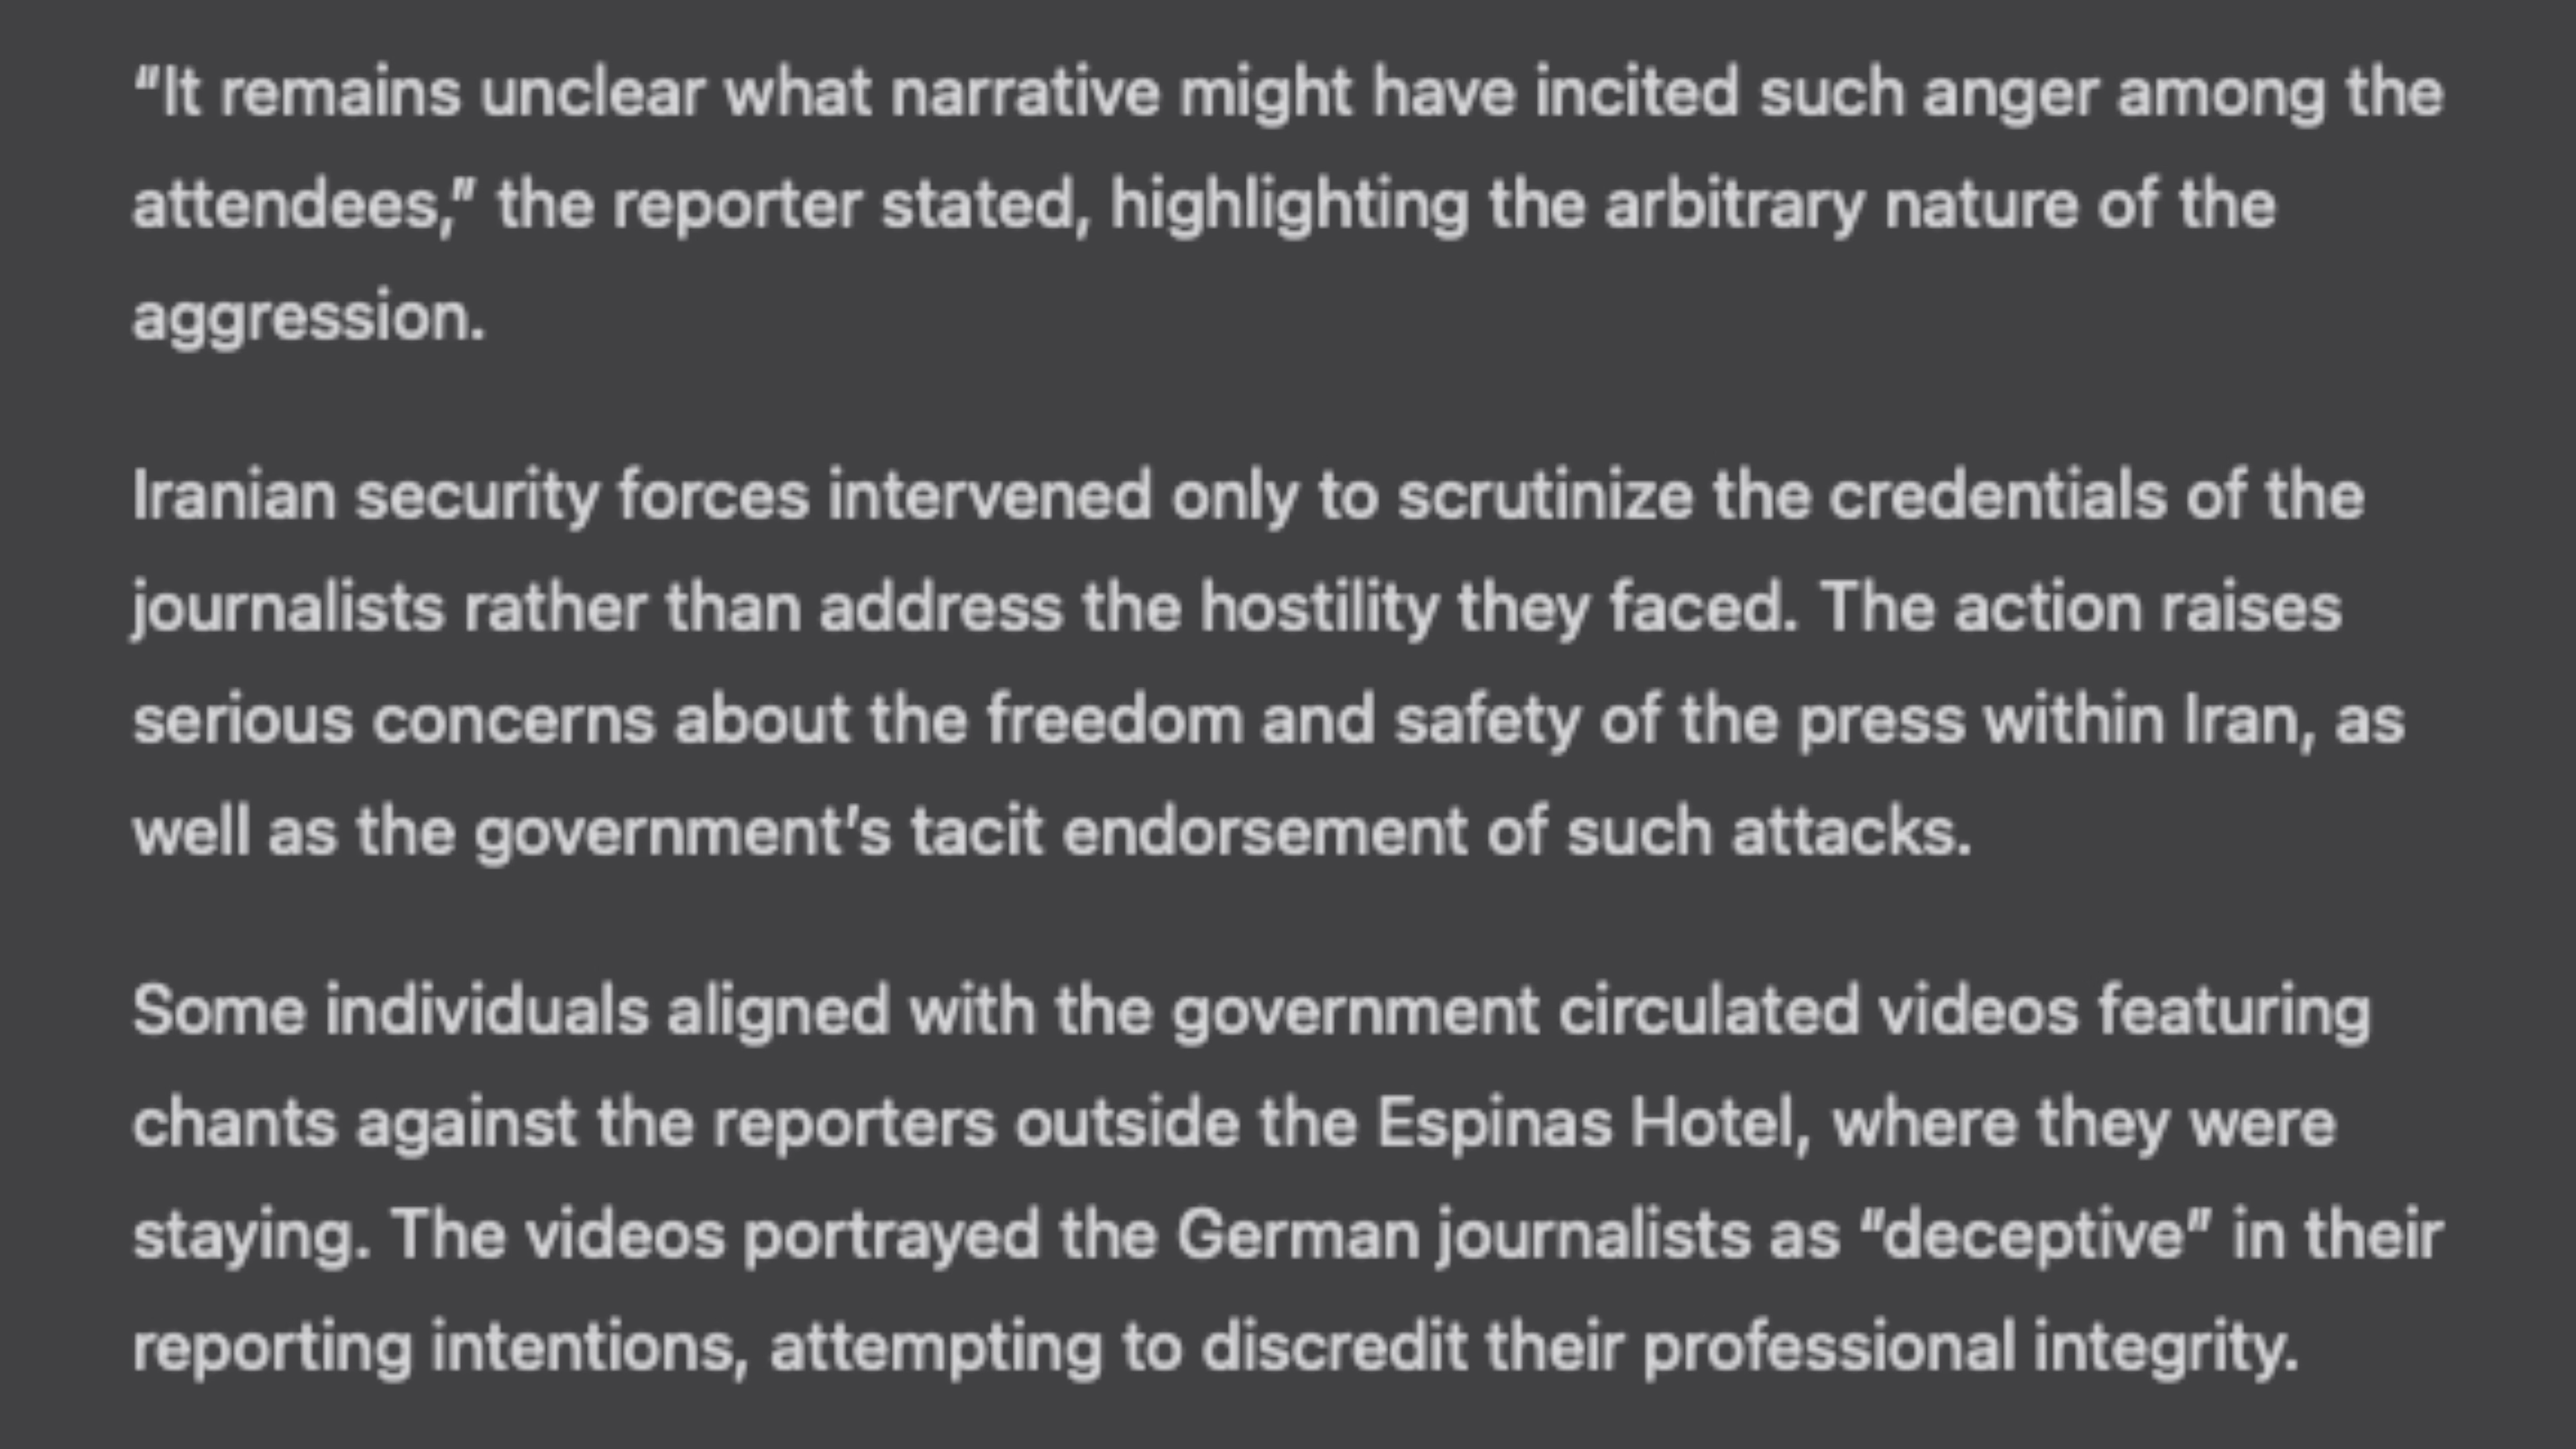 “It remains unclear what narrative might have incited such anger among the
attendees,” the reporter stated, highlighting the arbitrary nature of the
aggression.
Iranian security forces intervened only to scrutinize the credentials of the
journalists rather than address the hostility they faced. The action raises
serious concerns about the freedom and safety of the press within Iran, as
well as the government’s tacit endorsement of such attacks.
Some individuals aligned with the government circulated videos featuring
chants against the reporters outside the Espinas Hotel, where they were
staying. The videos portrayed the German journalists as “deceptive” in their
reporting intentions, attempting to discredit their professional integrity.